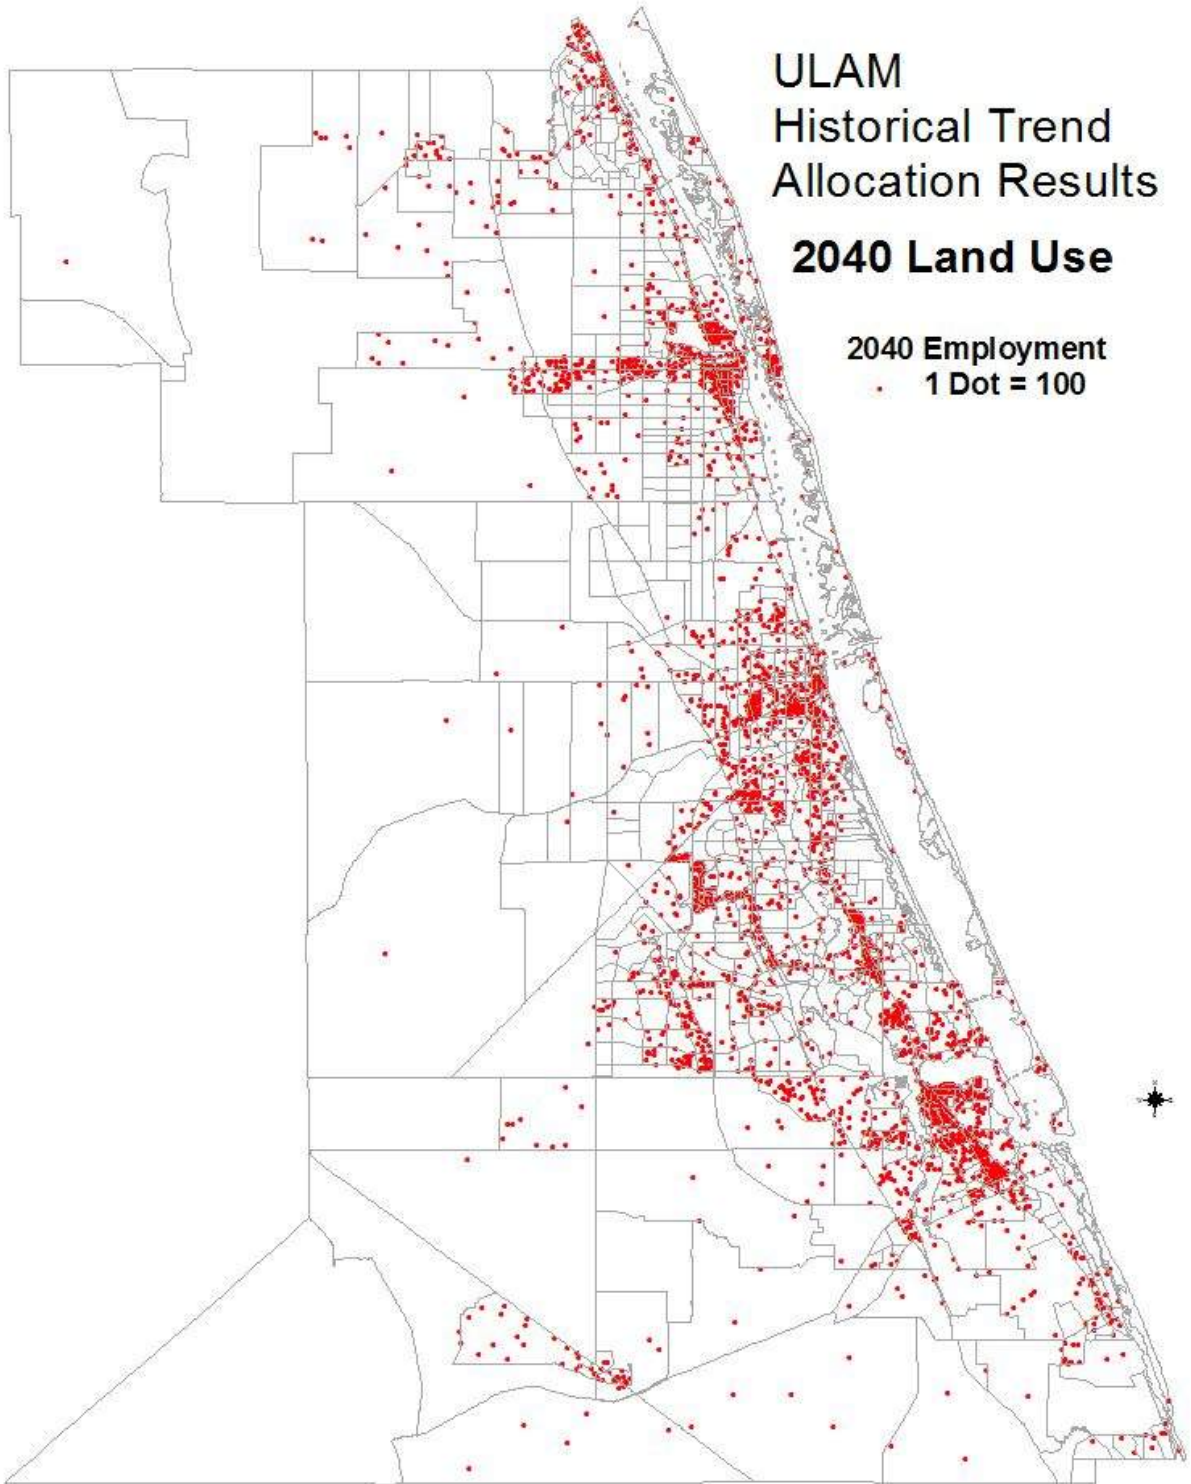 ULAM
Historical Trend
Allocation Results
2040 Land Use
2040 Employment
1 Dot = 100